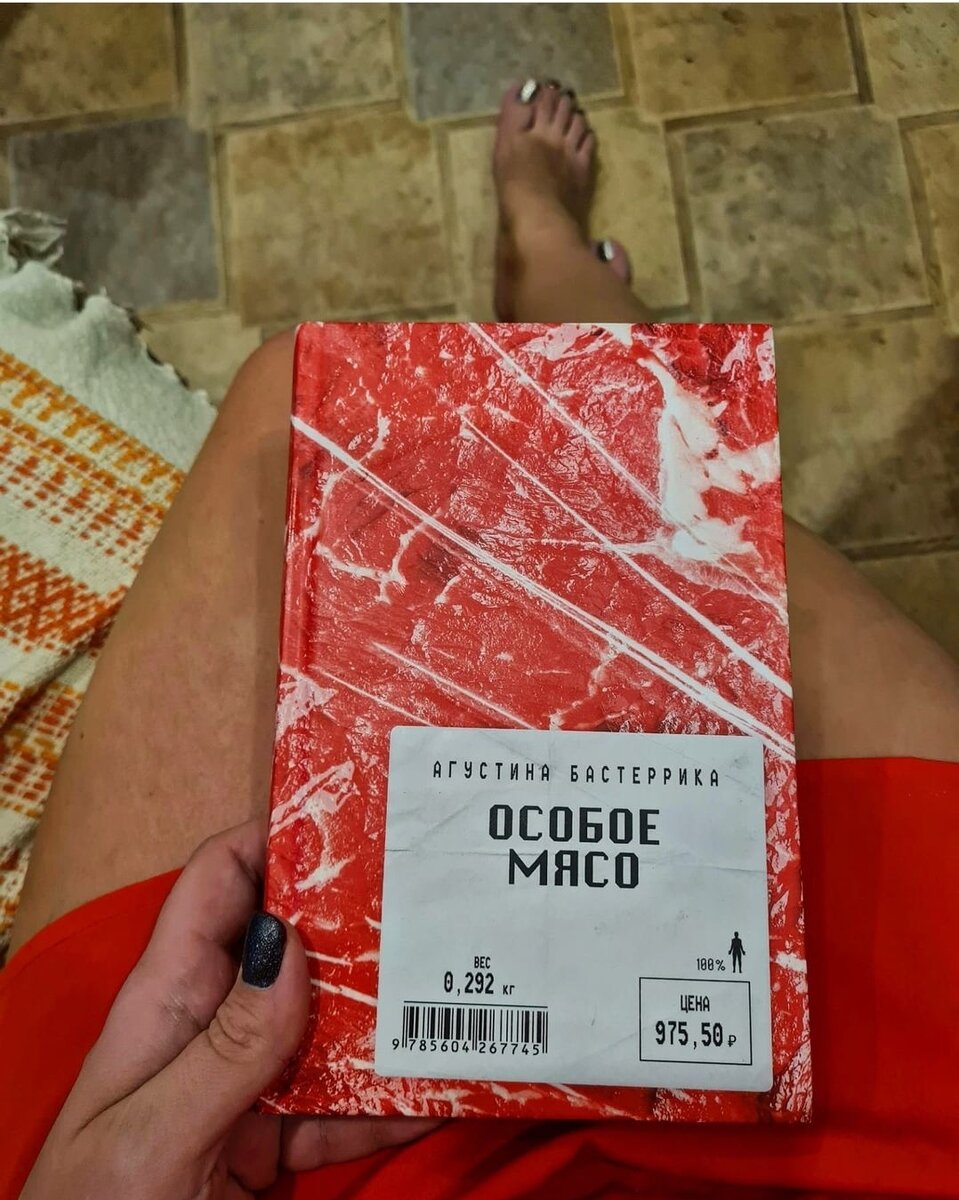 АГУСТИНА БАСТЕРРИКА
ОСОБОЕ
МЯСО
100%
ВЕС
0,292 кг
ЦЕНА
975,50 ₽
9 785604 267745